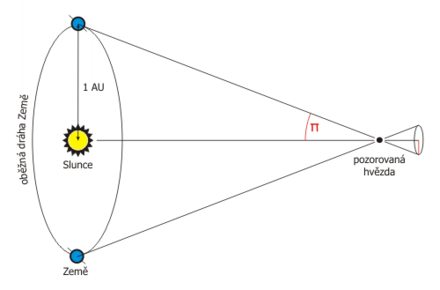 oběžná dráha Země
1 AU
π
Slunce
pozorovaná
hvězda
Země